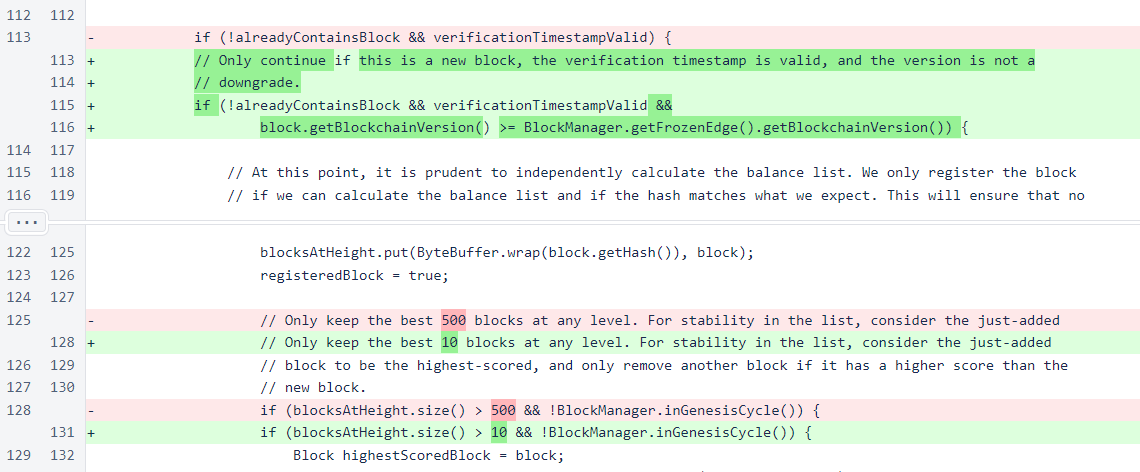 112 112
113 - if (!alreadyContainsBlock && verificationTimestampValid) {
113 + // Only continue if this is a new block, the verification timestamp is valid, and the version is not a
114 + // downgrade.
115 + if (!alreadyContainsBlock && verificationTimestampValid &&
116 + block.getBlockchainVersion() >= BlockManager.getFrozenEdge().getBlockchainVersion()) {
114 117
115 118 // At this point, it is prudent to independently calculate the balance list. We only register the block
116 119 // if we can calculate the balance list and if the hash matches what we expect. This will ensure that no
...
122 125 blocksAtHeight.put(ByteBuffer.wrap(block.getHash()), block);
123 126 registeredBlock = true;
124 127
125 - // Only keep the best 500 blocks at any level. For stability in the list, consider the just-added
128 + // Only keep the best 10 blocks at any level. For stability in the list, consider the just-added
126 129 // block to be the highest-scored, and only remove another block if it has a higher score than the
127 130 // new block.
128 - if (blocksAtHeight.size() > 500 && !BlockManager.inGenesisCycle()) {
131 + if (blocksAtHeight.size() > 10 && !BlockManager.inGenesisCycle()) {
129 132 Block highestScoredBlock = block;